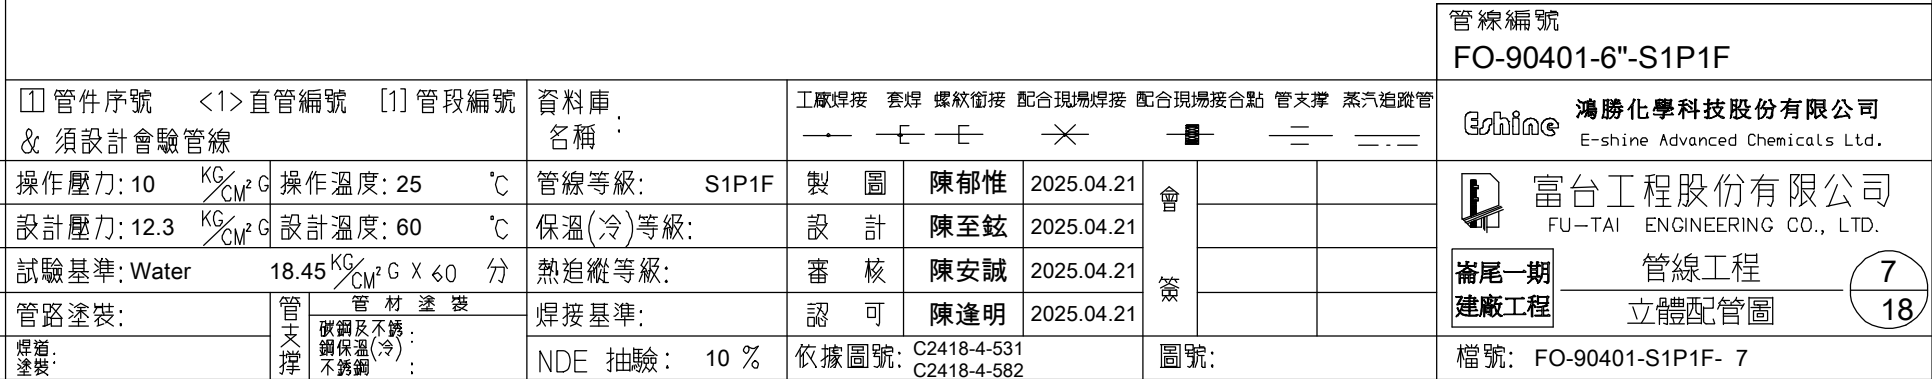 管線編號
FO-90401-6"-S1P1F
1 管件序號 <1>直管編號 [1]管段編號
& 須設計會驗管線
資料庫
名稱 :
工廠焊接 套焊 螺紋銜接 配合現場焊接 配合現場接合點 管支撐 蒸汽追蹤管
Eshine 鴻勝化學科技股份有限公司
E-shine Advanced Chemicals Ltd.
操作壓力: 10 KG/CM² G 操作溫度: 25 °C 管線等級: S1P1F
製圖 陳郁惟 2025.04.21
會簽
設計壓力: 12.3 KG/CM² G 設計溫度: 60 °C 保溫(冷)等級:
設計 陳至鉉 2025.04.21
富台工程股份有限公司
FU-TAI ENGINEERING CO., LTD.
試驗基準: Water 18.45 KG/CM² G X 60 分 熱追縱等級:
審核 陳安誠 2025.04.21
崙尾一期
建廠工程
管線工程
立體配管圖
7
18
管路塗裝:
管支撐
管材塗裝
碳鋼及不銹 :
鋼保溫(冷)
不銹鋼 :
焊接基準:
認可 陳逢明 2025.04.21
焊道
塗裝:
NDE 抽驗: 10 %
依據圖號: C2418-4-531
C2418-4-582
圖號:
檔號: FO-90401-S1P1F- 7